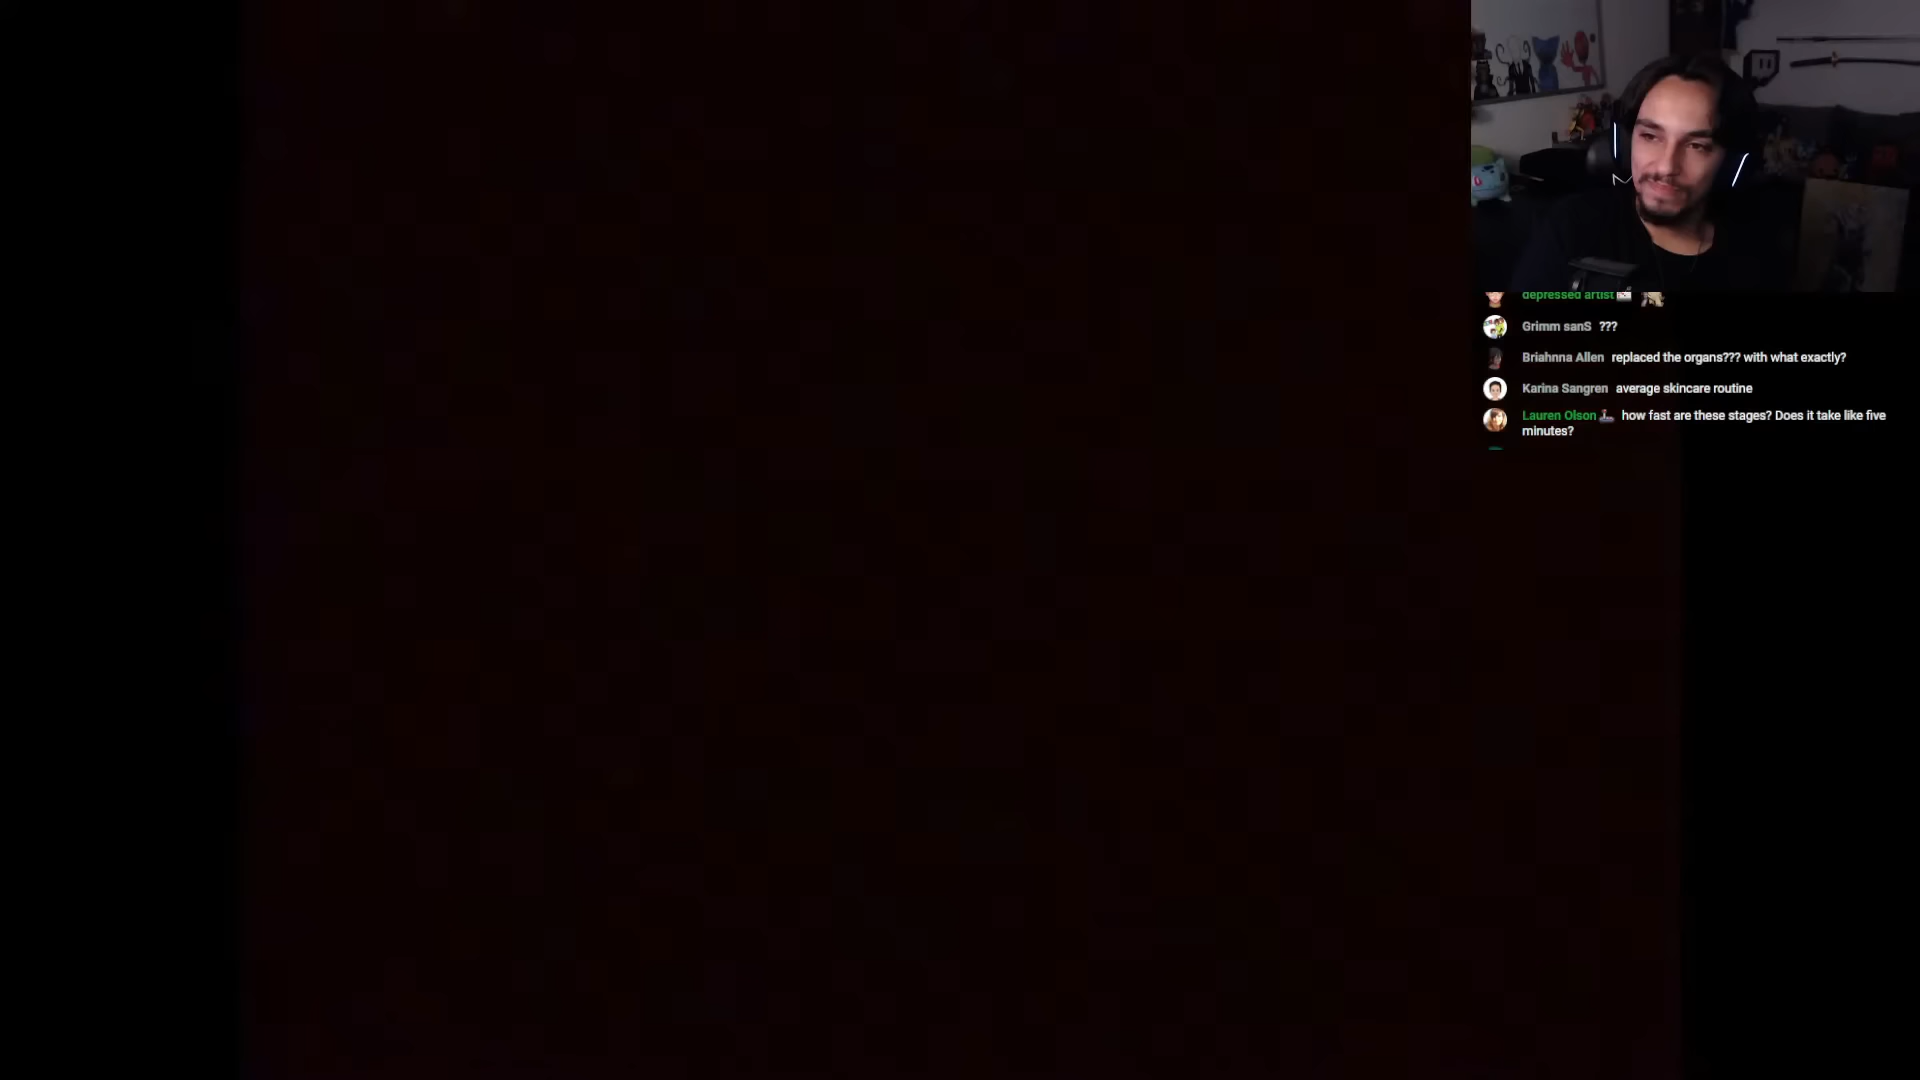 depressed artist
Grimm sanS ???
Briahnna Allen replaced the organs??? with what exactly?
Karina Sangren average skincare routine
Lauren Olson how fast are these stages? Does it take like five
minutes?